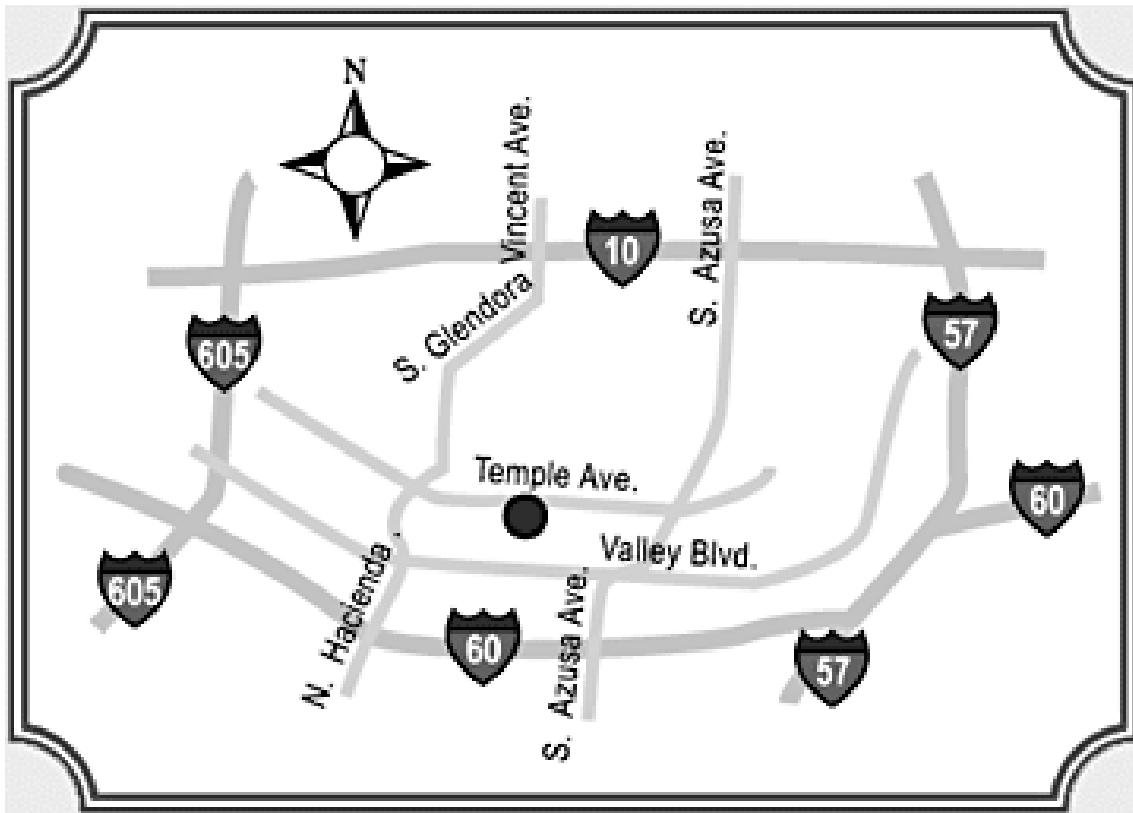 N
Vincent Ave.
S. Azusa Ave.
10
S. Glendora
605
57
Temple Ave.
60
Valley Blvd.
605
N. Hacienda
60
S. Azusa Ave.
57